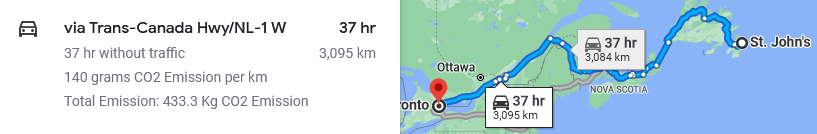 via Trans-Canada Hwy/NL-1 W 37 hr
37 hr without traffic 3,095 km
140 grams CO2 Emission per km
Total Emission: 433.3 Kg CO2 Emission
St. John's
37 hr
3,084 km
Ottawa
NOVA SCOTIA
ronto
37 hr
3,095 km